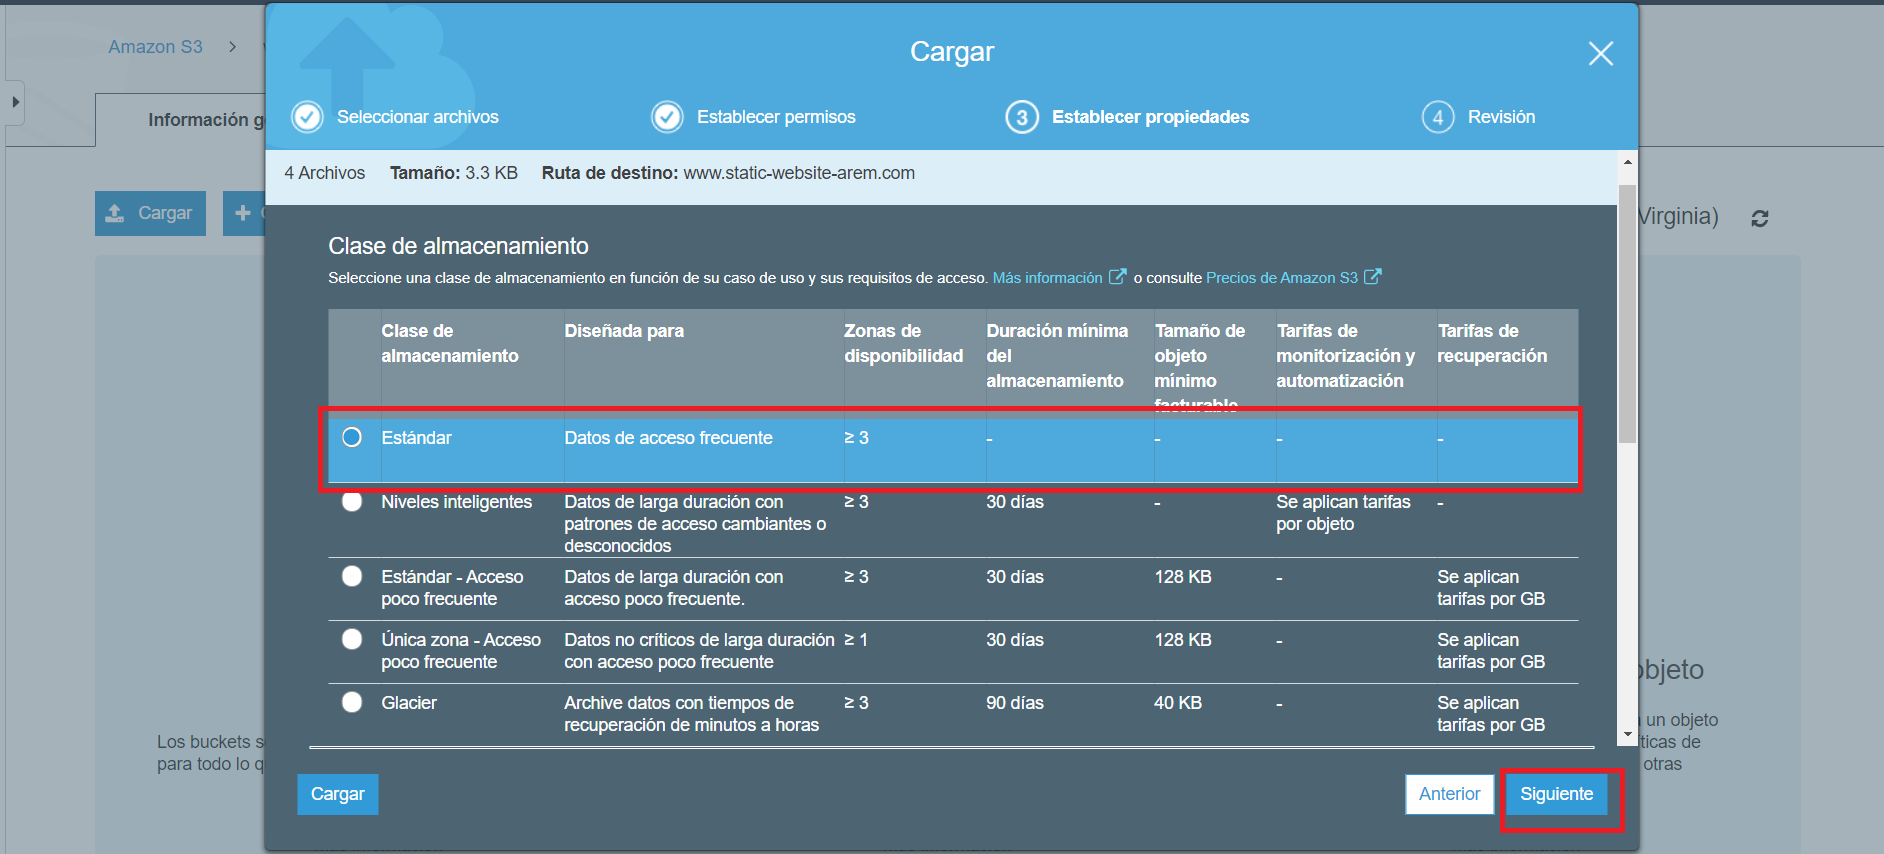 Amazon S3
Cargar
Seleccionar archivos
Establecer permisos
3 Establecer propiedades
4 Revisión
Información g
4 Archivos Tamaño: 3.3 KB Ruta de destino: www.static-website-arem.com
Cargar
Virginia)
Clase de almacenamiento
Seleccione una clase de almacenamiento en función de su caso de uso y sus requisitos de acceso. Más información o consulte Precios de Amazon S3
Clase de almacenamiento Diseñada para Zonas de disponibilidad Duración mínima del almacenamiento Tamaño de objeto mínimo facturable Tarifas de monitorización y automatización Tarifas de recuperación
Estándar Datos de acceso frecuente ≥ 3 - - - -
Niveles inteligentes Datos de larga duración con patrones de acceso cambiantes o desconocidos ≥ 3 30 días - Se aplican tarifas por objeto -
Estándar - Acceso poco frecuente Datos de larga duración con acceso poco frecuente. ≥ 3 30 días 128 KB - Se aplican tarifas por GB
Única zona - Acceso poco frecuente Datos no críticos de larga duración con acceso poco frecuente ≥ 1 30 días 128 KB - Se aplican tarifas por GB
Glacier Archive datos con tiempos de recuperación de minutos a horas ≥ 3 90 días 40 KB - Se aplican tarifas por GB
objeto
un objeto
Los buckets s
ticas de
para todo lo q
otras
Cargar
Anterior
Siguiente